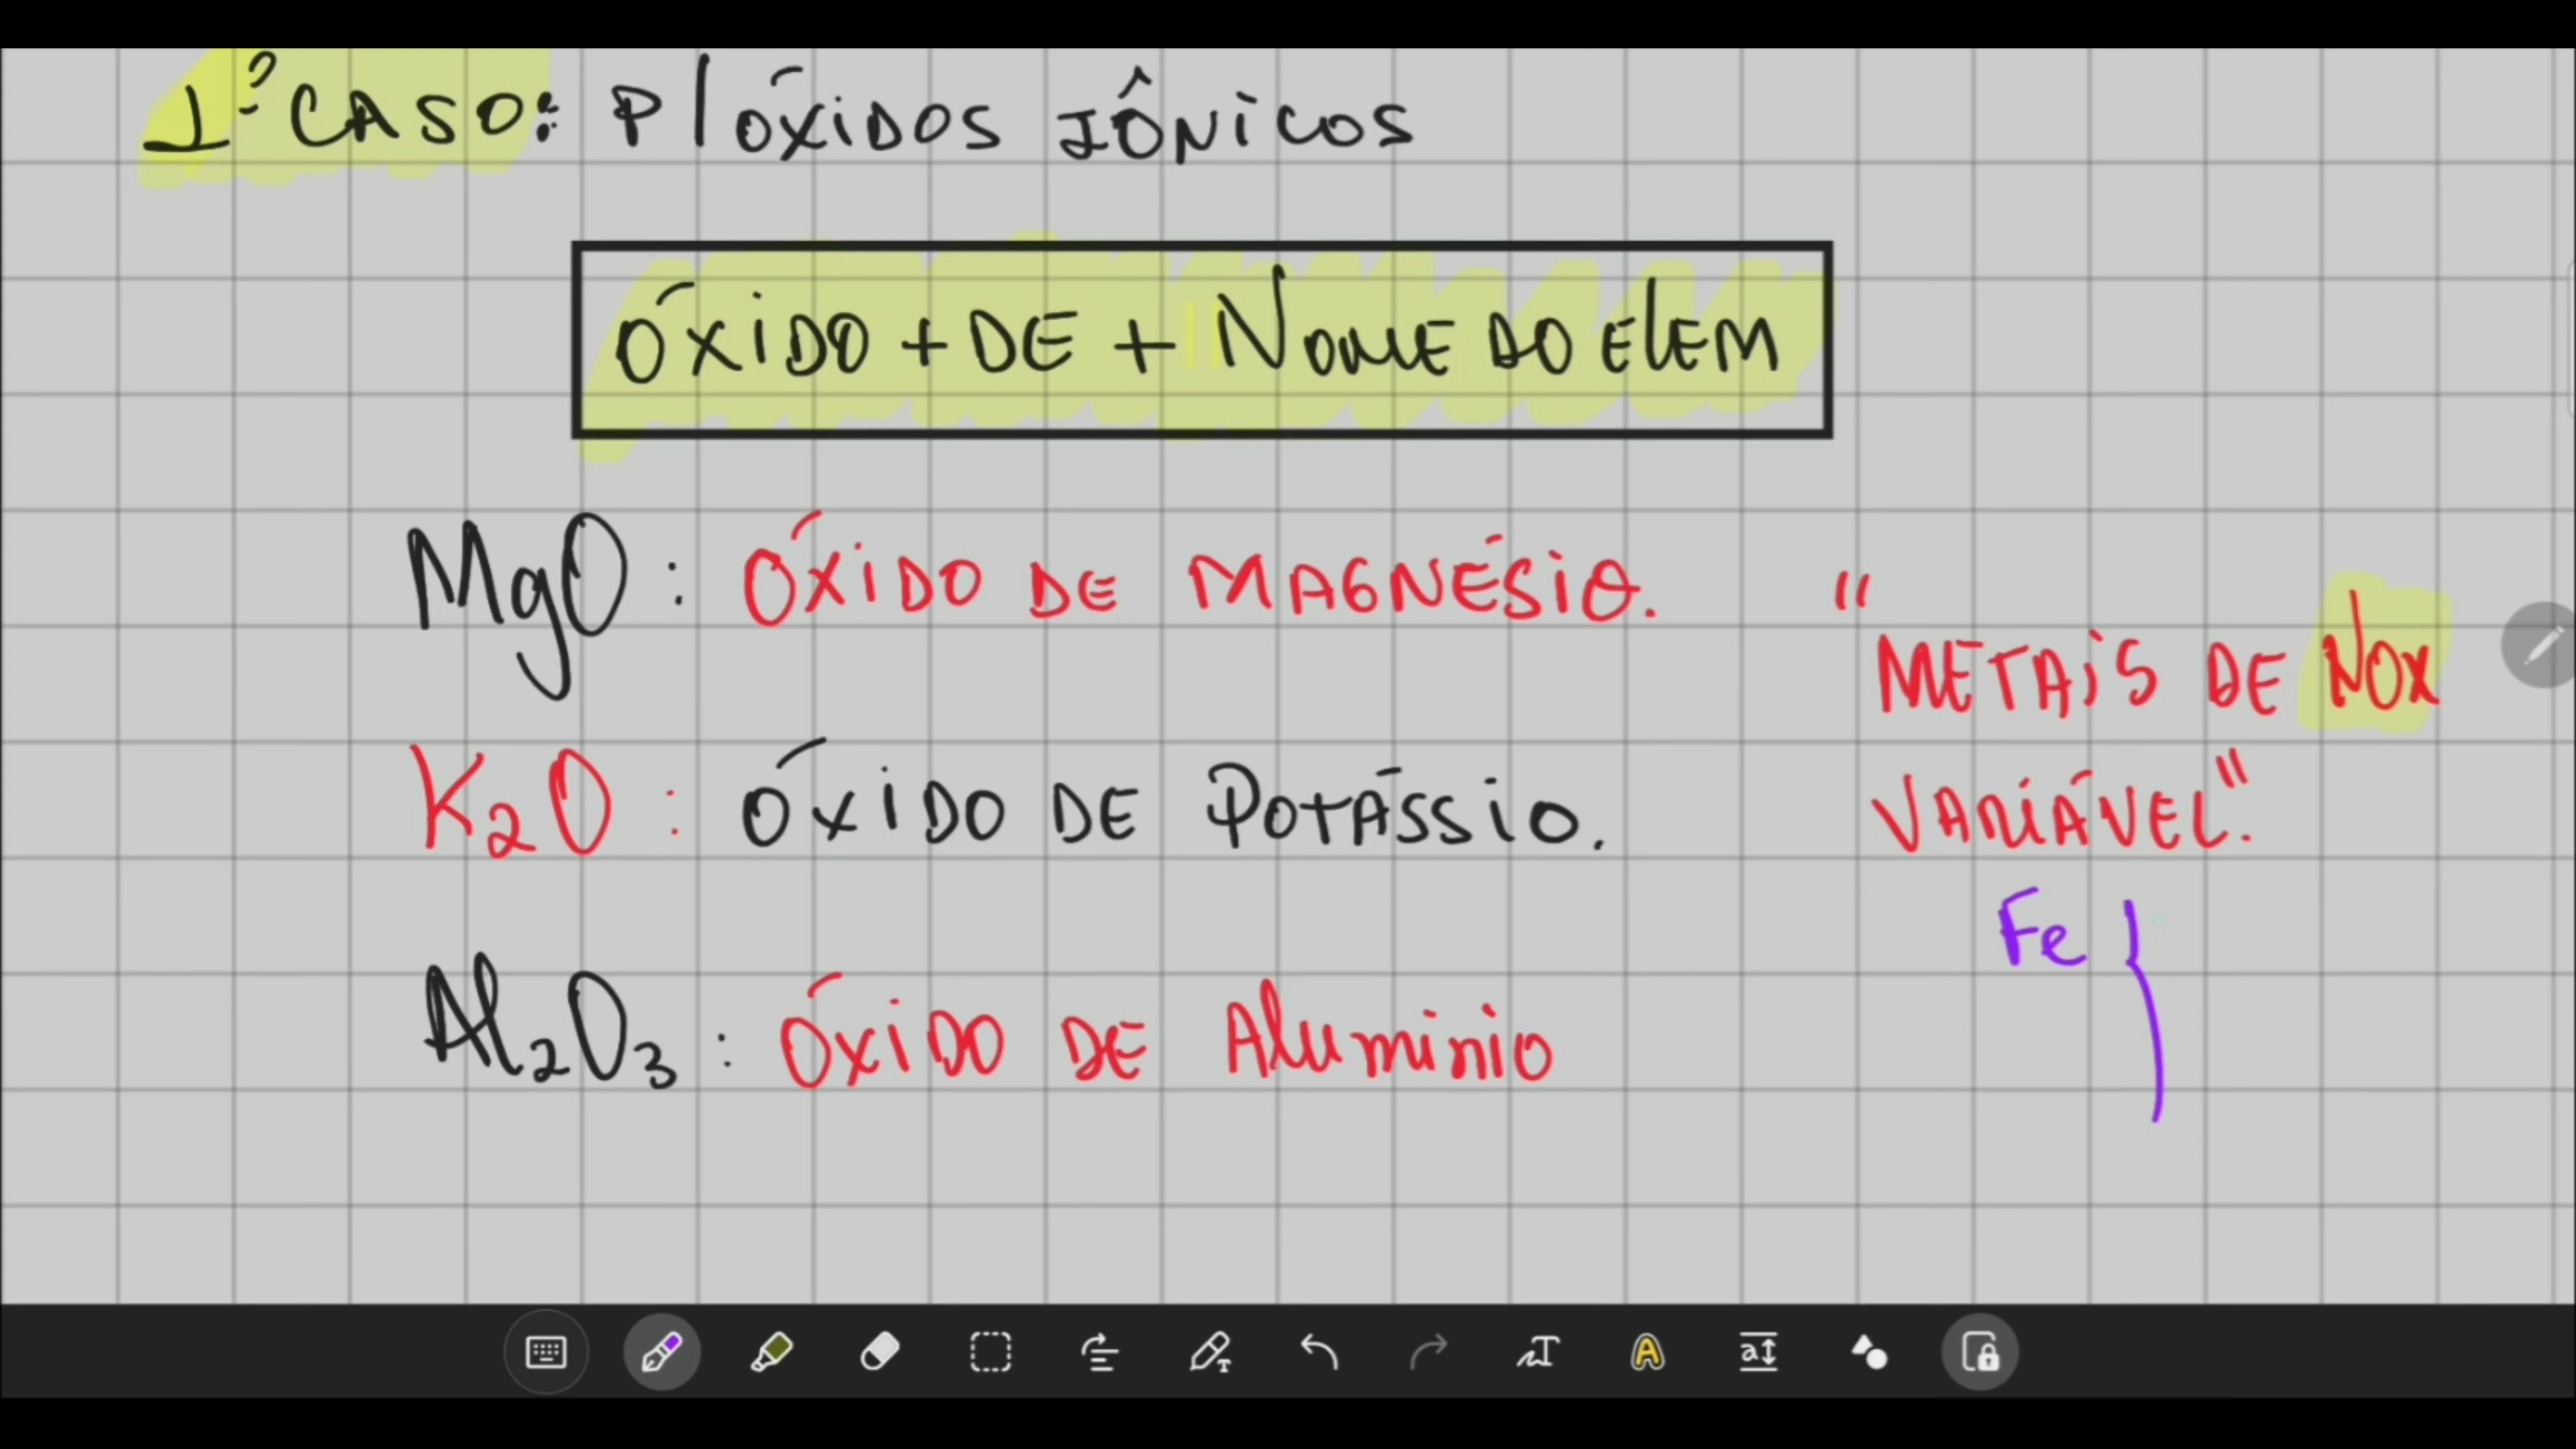 1º CASO: P/ ÓXIDOS IÔNICOS
ÓXIDO + DE + NOME DO ELEM
MgO: ÓXIDO DE MAGNÉSIO.
K2O: ÓXIDO DE POTÁSSIO.
Al2O3: ÓXIDO DE Aluminio
"METAIS DE NOX
VARIÁVEL".
Fe {